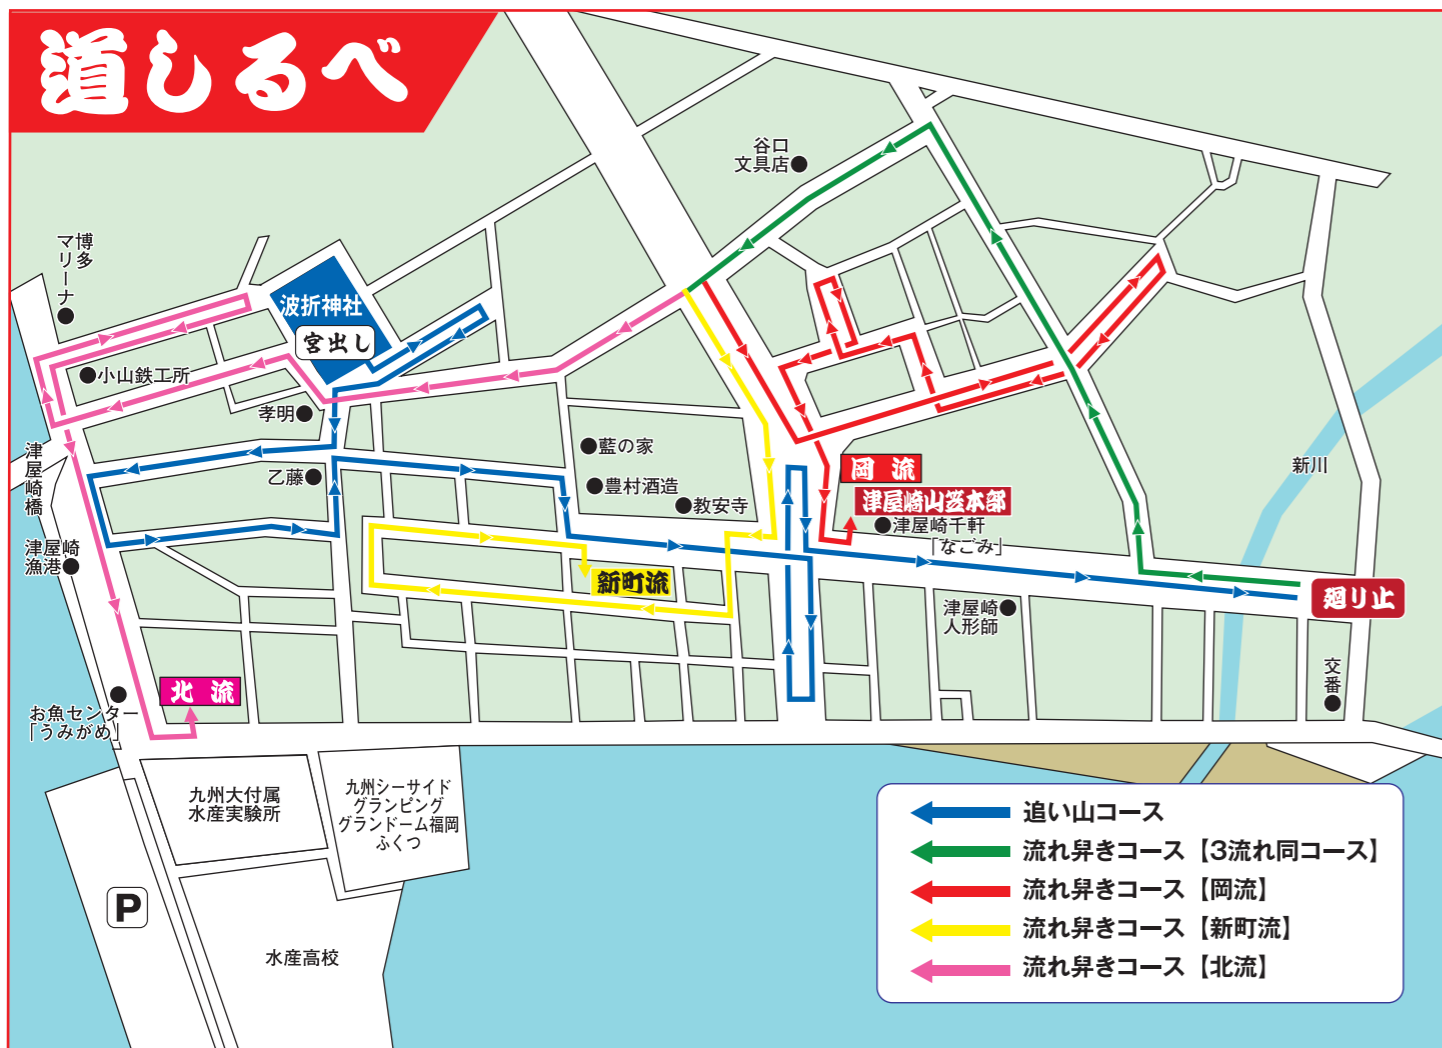 道しるべ
谷口
文具店
博多
マリーナ
波折神社
宮出し
小山鉄工所
孝明
藍の家
津屋崎橋
乙藤
豊村酒造
教安寺
岡流
津屋崎山笠本部
津屋崎千軒
「なごみ」
新川
津屋崎
漁港
新町流
廻り止
津屋崎
人形師
交番
北流
お魚センター
「うみがめ」
九州大付属
水産実験所
九州シーサイド
グランピング
グランドーム福岡
ふくつ
P
水産高校
追い山コース
流れ舁きコース【3流れ同コース】
流れ舁きコース【岡流】
流れ舁きコース【新町流】
流れ舁きコース【北流】